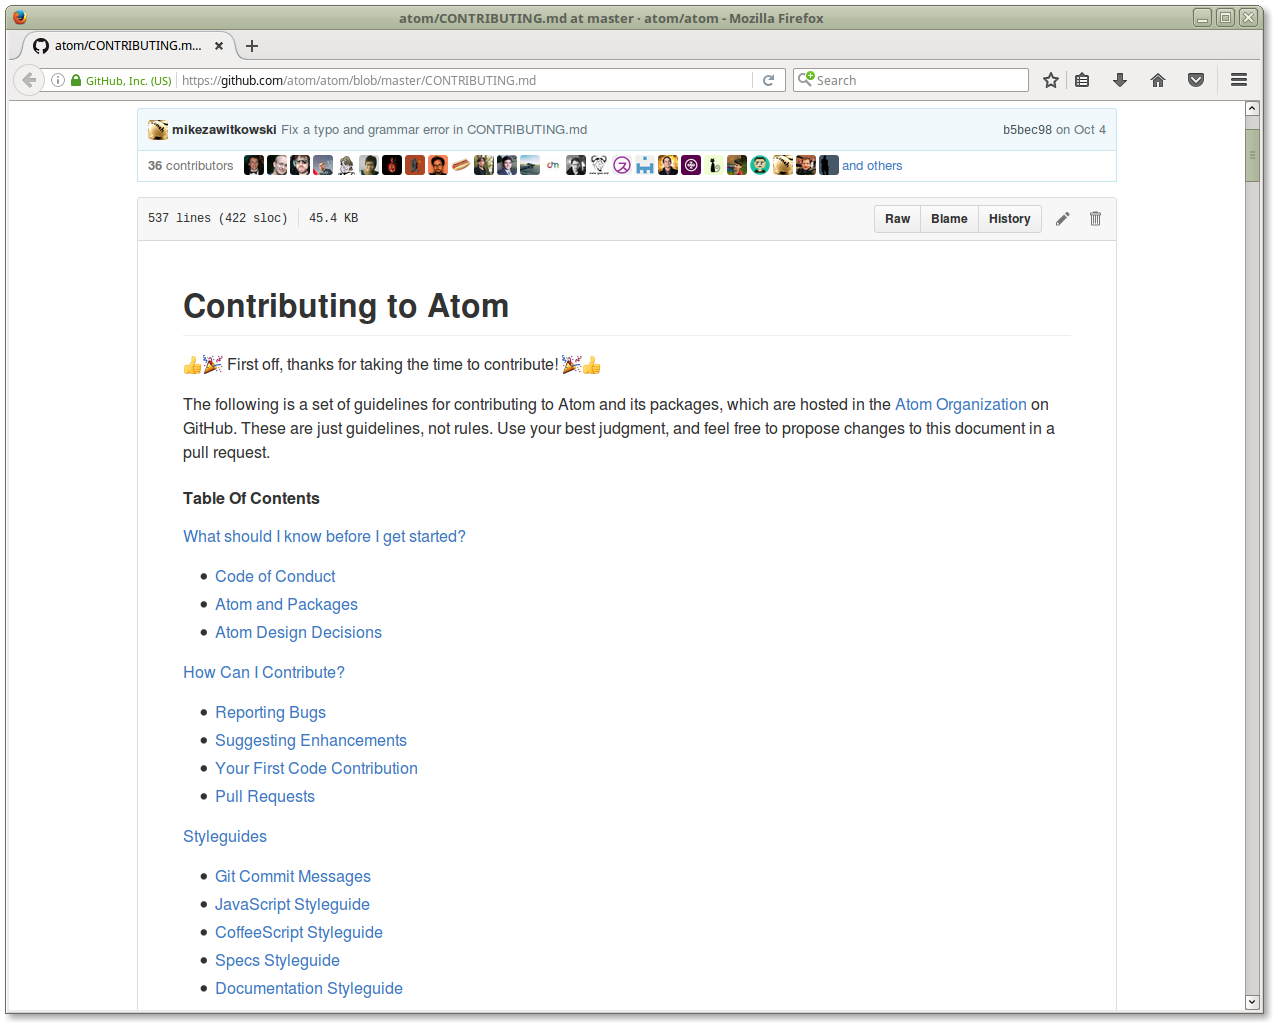 atom/CONTRIBUTING.md at master · atom/atom - Mozilla Firefox
atom/CONTRIBUTING.m...
GitHub, Inc. (US) https://github.com/atom/atom/blob/master/CONTRIBUTING.md Search
mikezawitkowski Fix a typo and grammar error in CONTRIBUTING.md b5bec98 on Oct 4
36 contributors and others
537 lines (422 sloc) 45.4 KB Raw Blame History
Contributing to Atom
👍🎉 First off, thanks for taking the time to contribute! 🎉👍
The following is a set of guidelines for contributing to Atom and its packages, which are hosted in the Atom Organization on
GitHub. These are just guidelines, not rules. Use your best judgment, and feel free to propose changes to this document in a
pull request.
Table Of Contents
What should I know before I get started?
• Code of Conduct
• Atom and Packages
• Atom Design Decisions
How Can I Contribute?
• Reporting Bugs
• Suggesting Enhancements
• Your First Code Contribution
• Pull Requests
Styleguides
• Git Commit Messages
• JavaScript Styleguide
• CoffeeScript Styleguide
• Specs Styleguide
• Documentation Styleguide